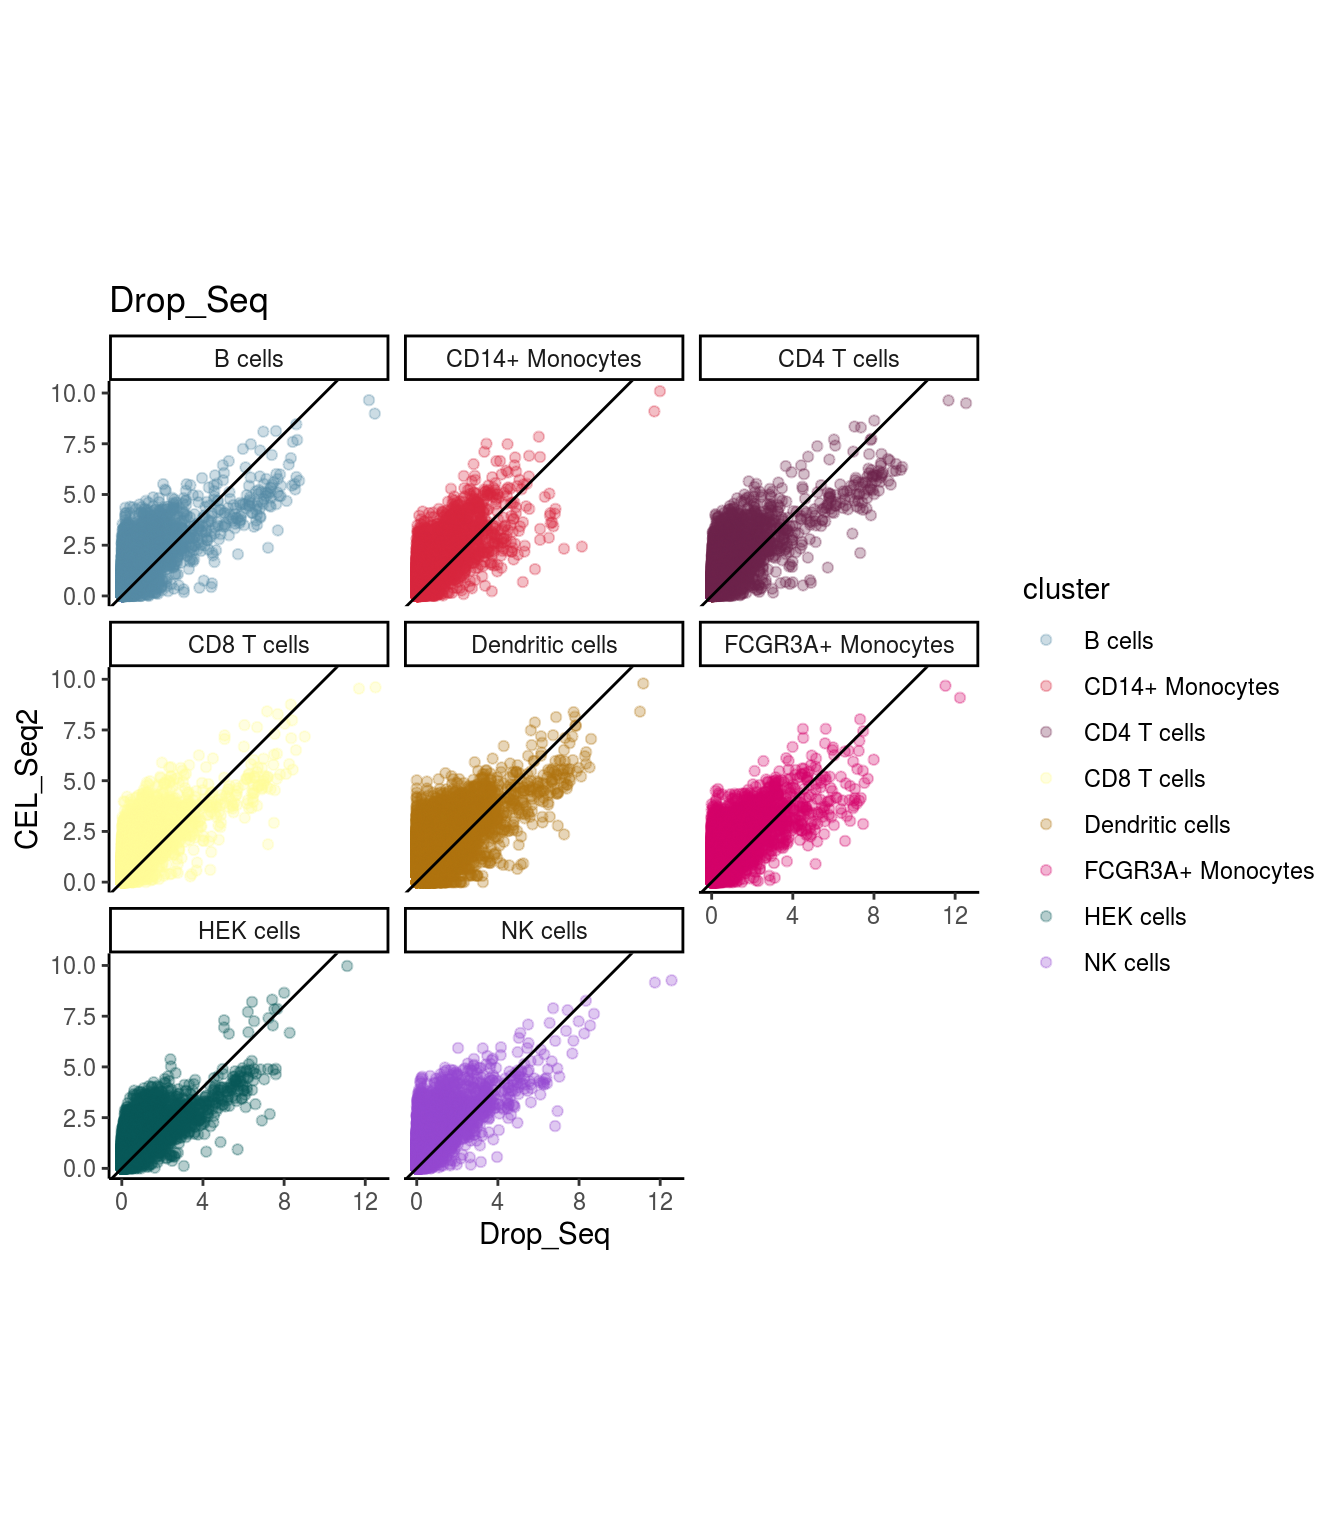 Drop_Seq
B cells
CD14+ Monocytes
CD4 T cells
10.0
7.5
5.0
2.5
0.0
CD8 T cells
Dendritic cells
FCGR3A+ Monocytes
10.0
7.5
5.0
2.5
0.0
0 4 8 12
HEK cells
NK cells
10.0
7.5
5.0
2.5
0.0
0 4 8 12
0 4 8 12
Drop_Seq
CEL_Seq2
cluster
B cells
CD14+ Monocytes
CD4 T cells
CD8 T cells
Dendritic cells
FCGR3A+ Monocytes
HEK cells
NK cells